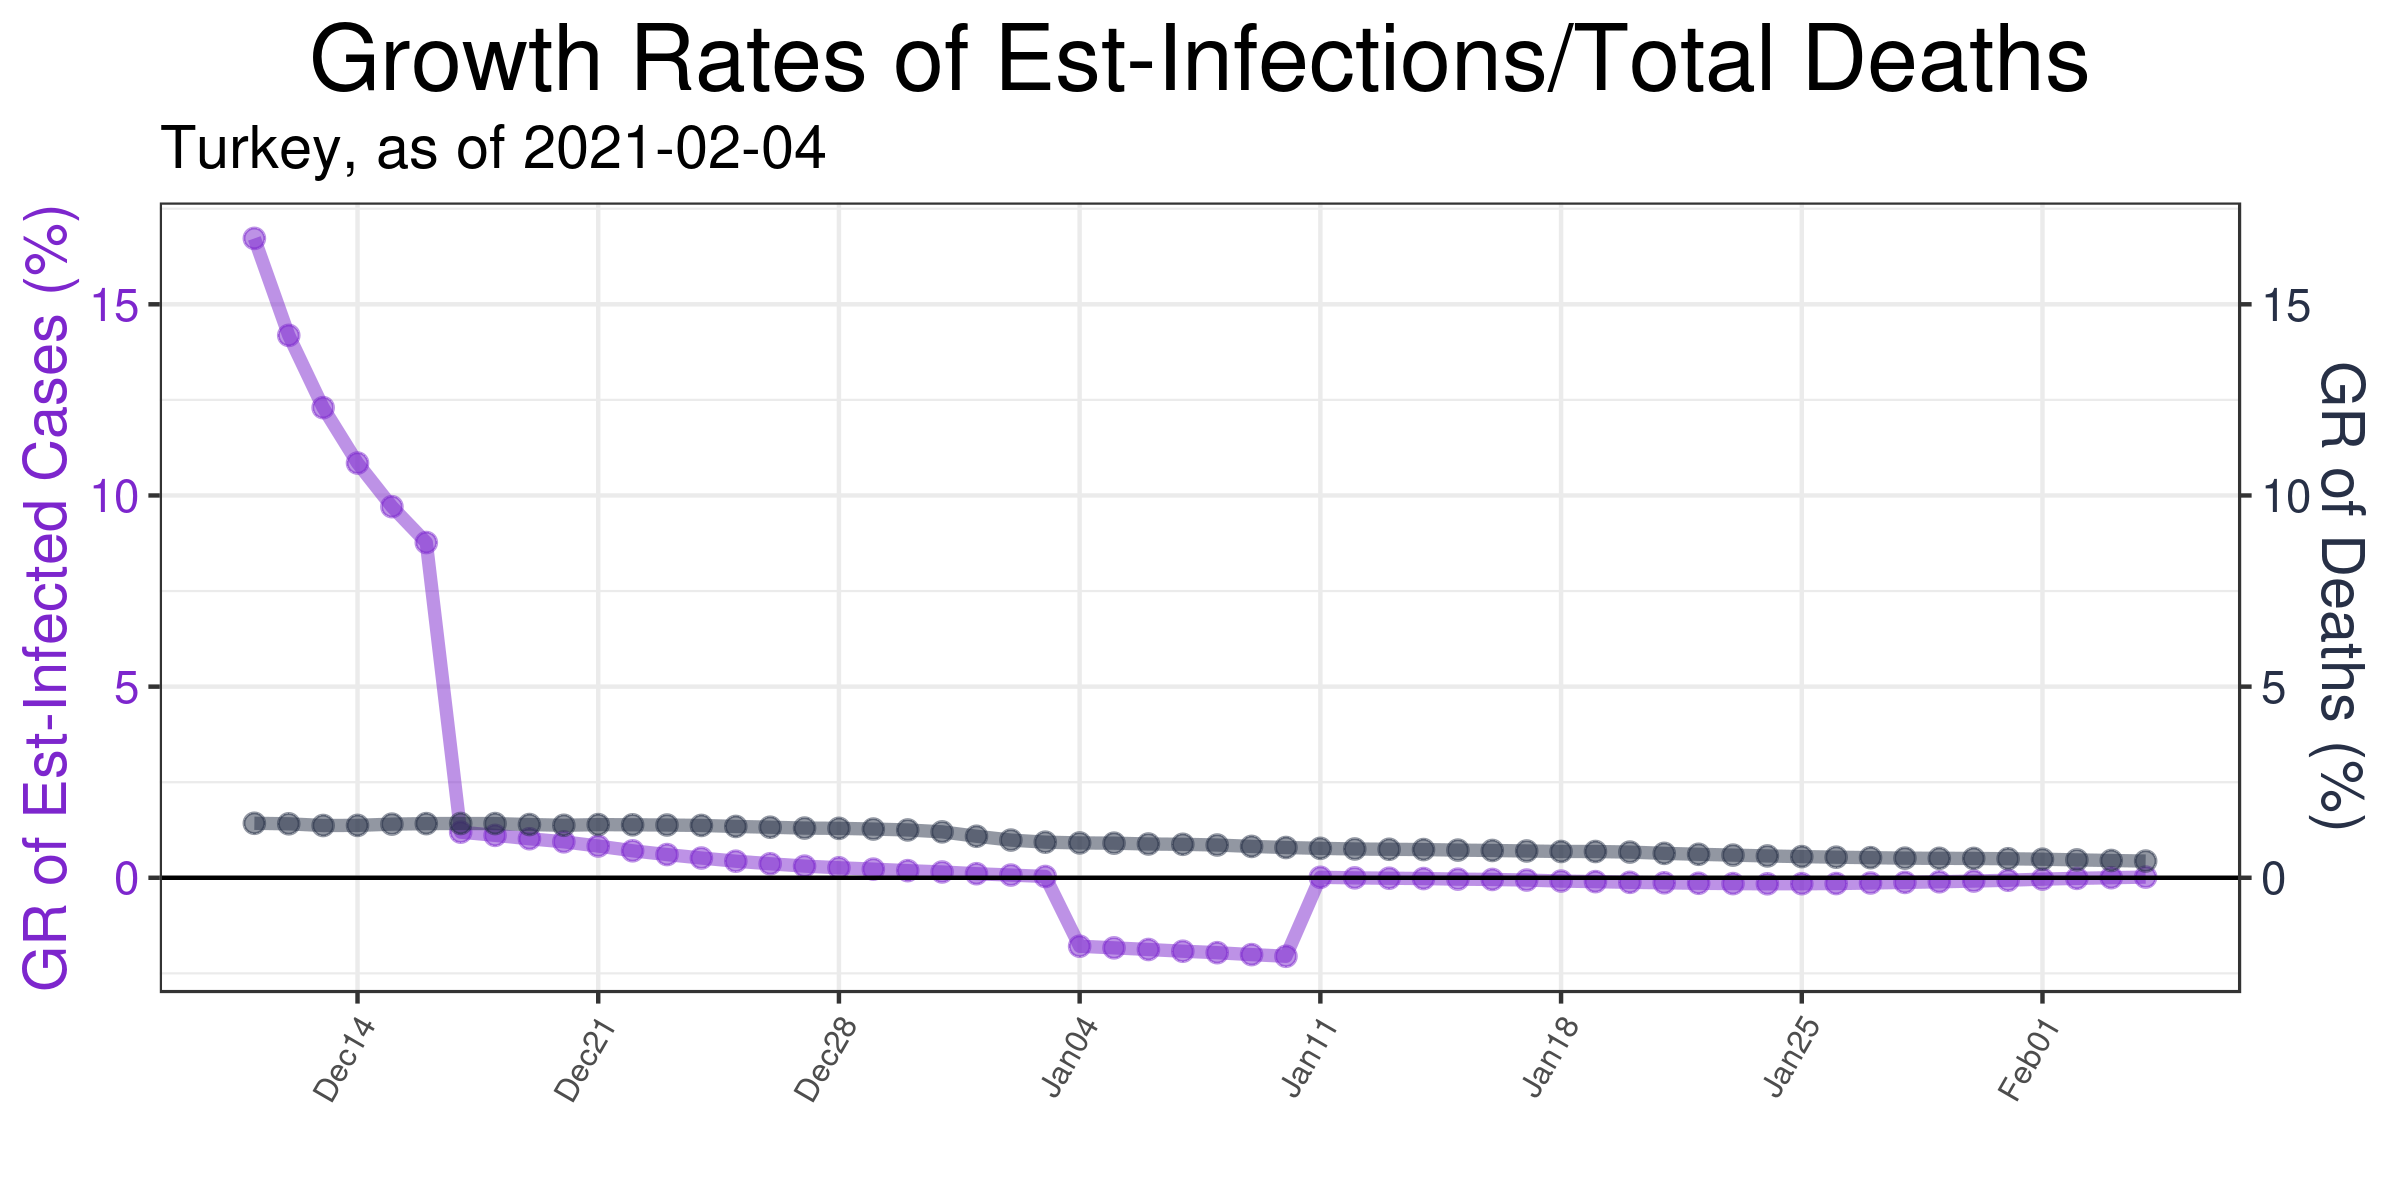 Growth Rates of Est-Infections/Total Deaths
Turkey, as of 2021-02-04
GR of Est-Infected Cases (%)
15
10
5
0
15
10
5
0
GR of Deaths (%)
Dec14
Dec21
Dec28
Jan04
Jan11
Jan18
Jan25
Feb01